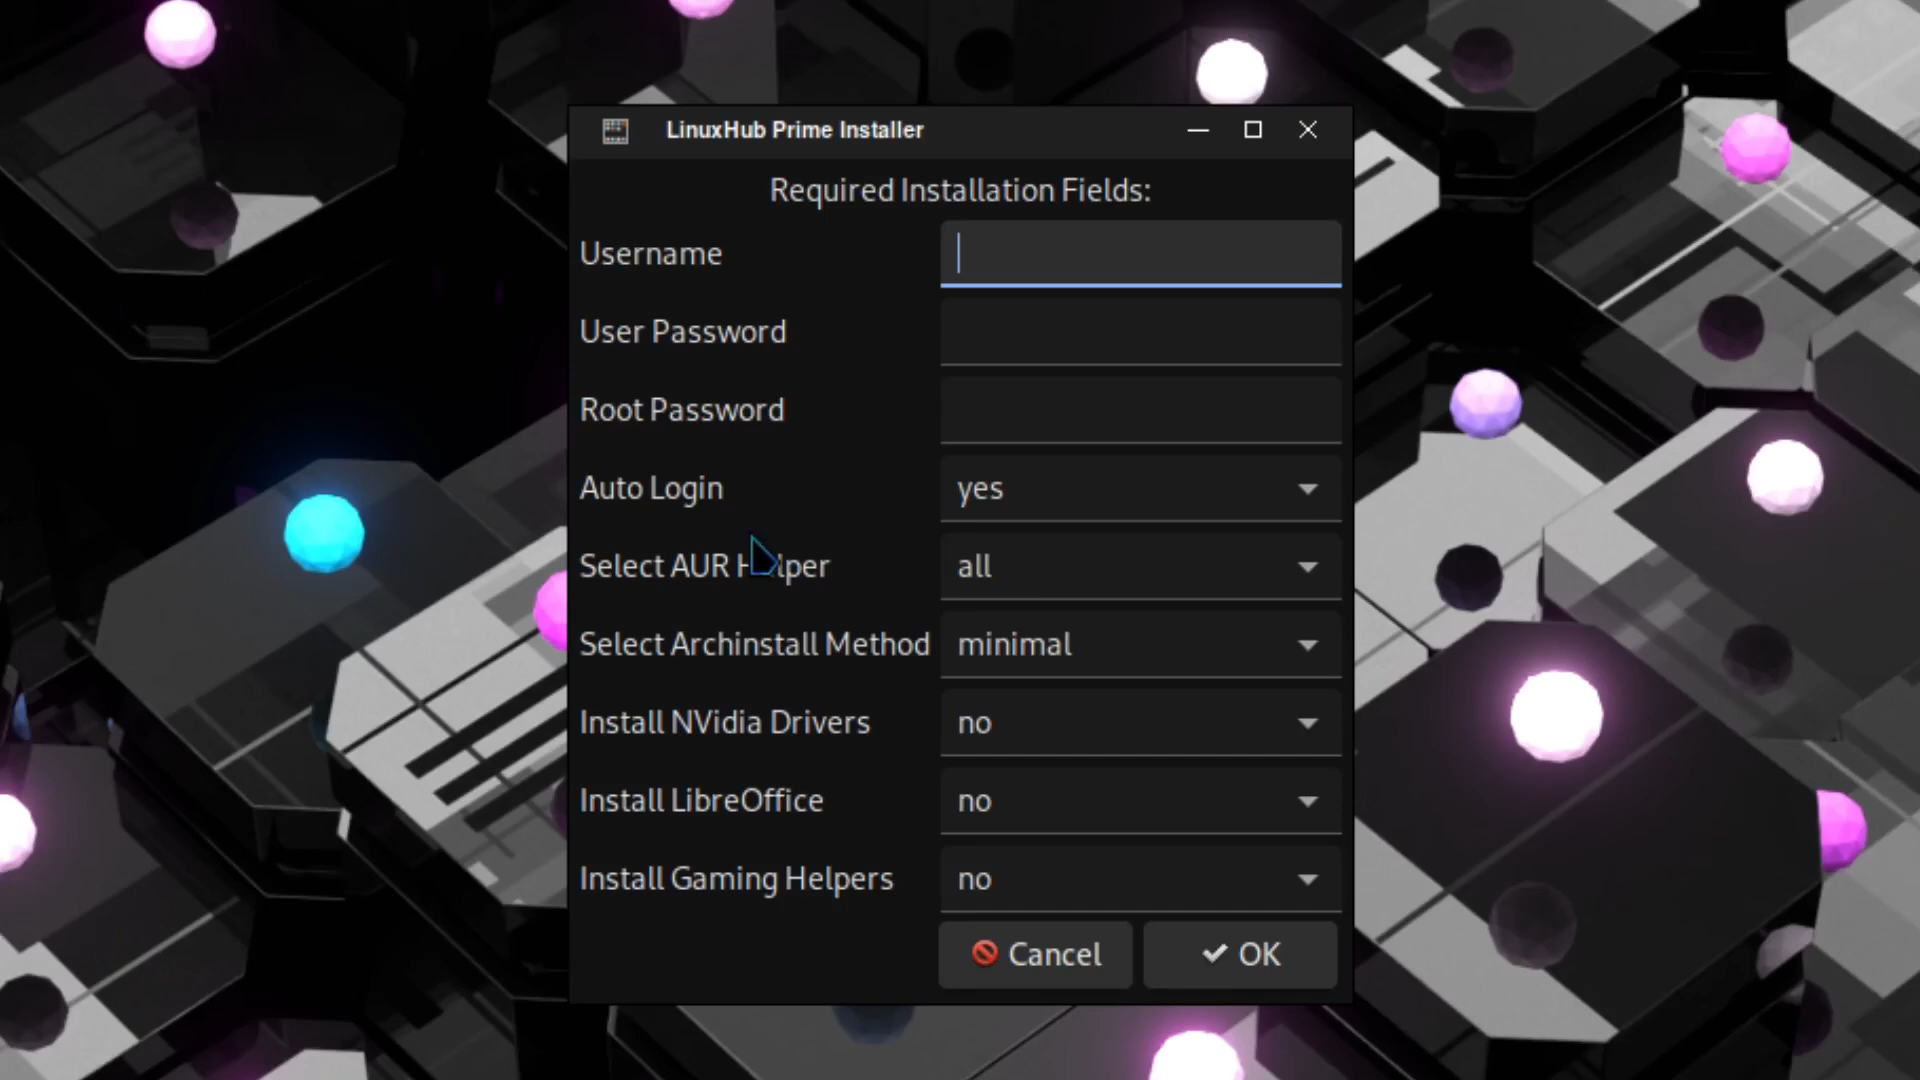 LinuxHub Prime Installer
Required Installation Fields:
Username
User Password
Root Password
Auto Login yes
Select AUR Helper all
Select Archinstall Method minimal
Install NVidia Drivers no
Install LibreOffice no
Install Gaming Helpers no
Cancel OK